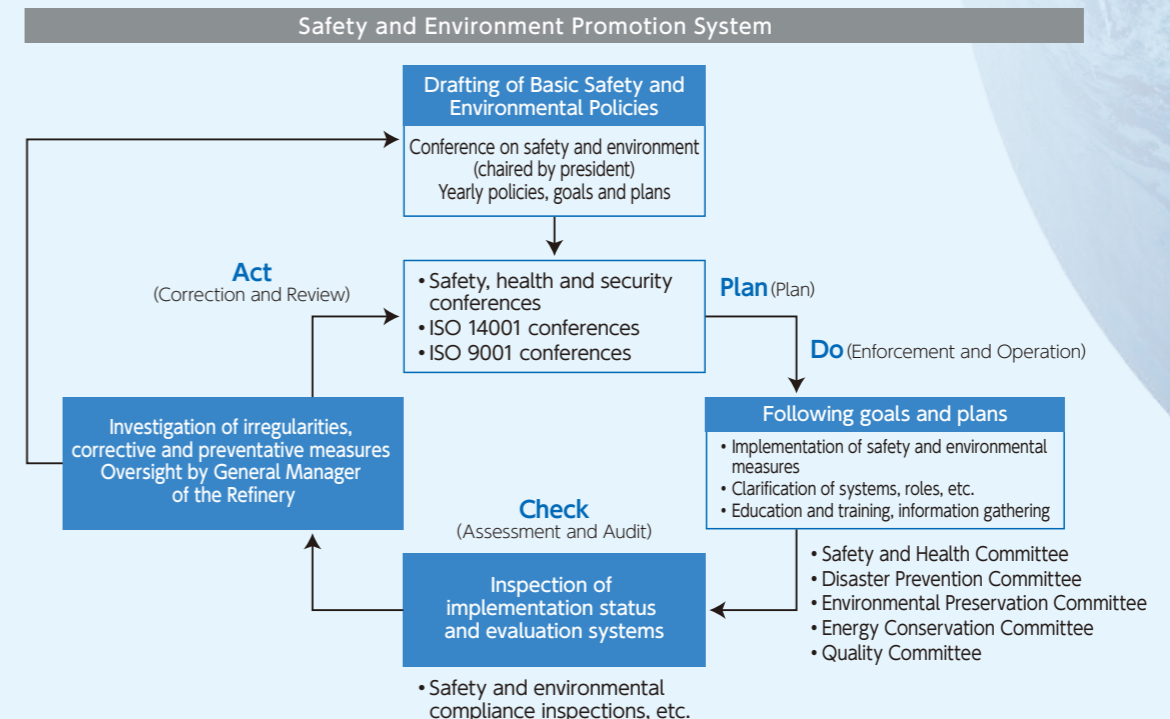 Safety and Environment Promotion System
Drafting of Basic Safety and
Environmental Policies
Conference on safety and environment
(chaired by president)
Yearly policies, goals and plans
Act
(Correction and Review)
• Safety, health and security
conferences
• ISO 14001 conferences
• ISO 9001 conferences
Plan (Plan)
Do (Enforcement and Operation)
Investigation of irregularities,
corrective and preventative measures
Oversight by General Manager
of the Refinery
Following goals and plans
• Implementation of safety and environmental
measures
• Clarification of systems, roles, etc.
• Education and training, information gathering
Check
(Assessment and Audit)
Inspection of
implementation status
and evaluation systems
• Safety and Health Committee
• Disaster Prevention Committee
• Environmental Preservation Committee
• Energy Conservation Committee
• Quality Committee
• Safety and environmental
compliance inspections, etc.